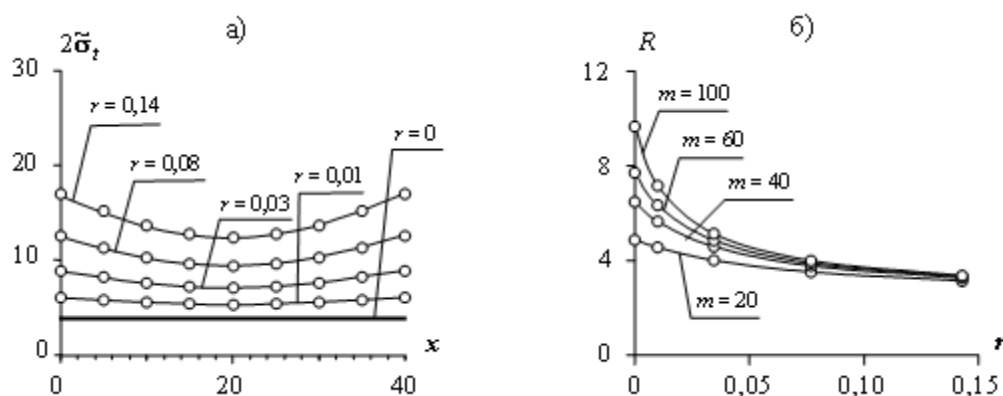 а)
2σ̃ₜ
30
20
10
0
r = 0,14
r = 0,08
r = 0,03
r = 0,01
r = 0
0
20
40
x
б)
R
12
8
4
0
m = 100
m = 60
m = 40
m = 20
0
0,05
0,10
0,15
r